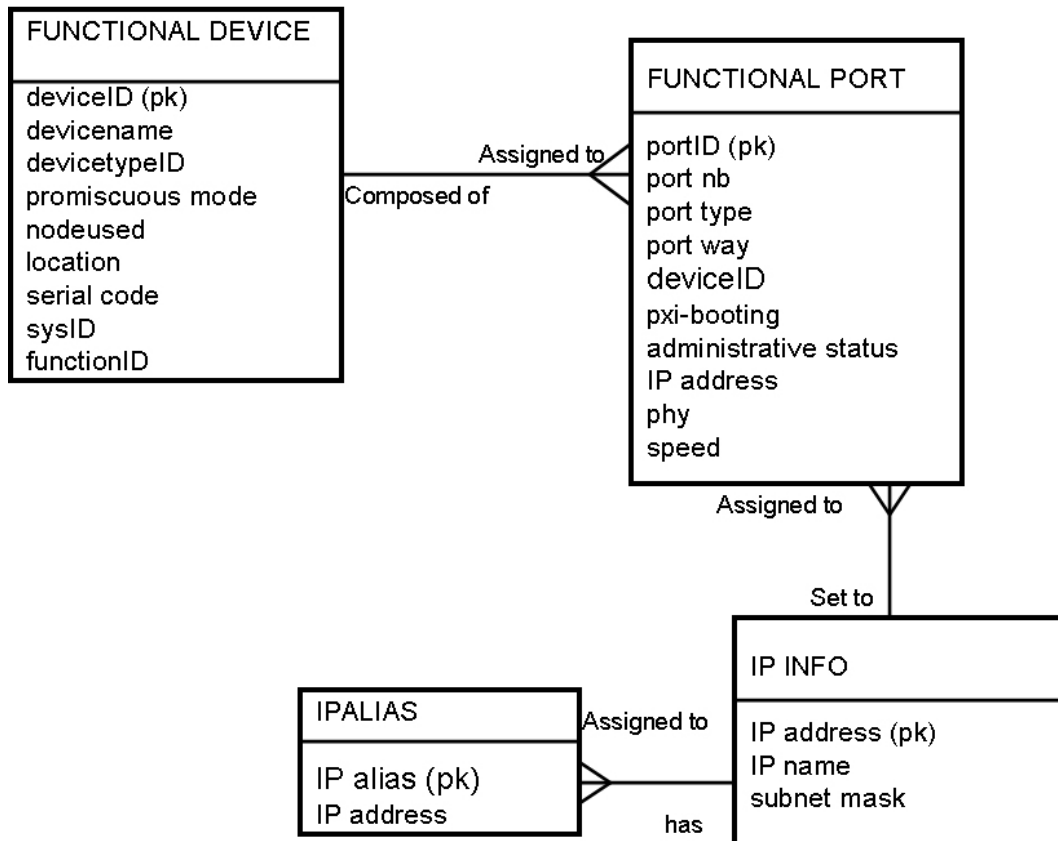 FUNCTIONAL DEVICE
deviceID (pk)
devicename
devicetypeID
promiscuous mode
nodeused
location
serial code
sysID
functionID
Assigned to
Composed of
FUNCTIONAL PORT
portID (pk)
port nb
port type
port way
deviceID
pxi-booting
administrative status
IP address
phy
speed
Assigned to
Set to
IP INFO
IP address (pk)
IP name
subnet mask
Assigned to
has
IPALIAS
IP alias (pk)
IP address